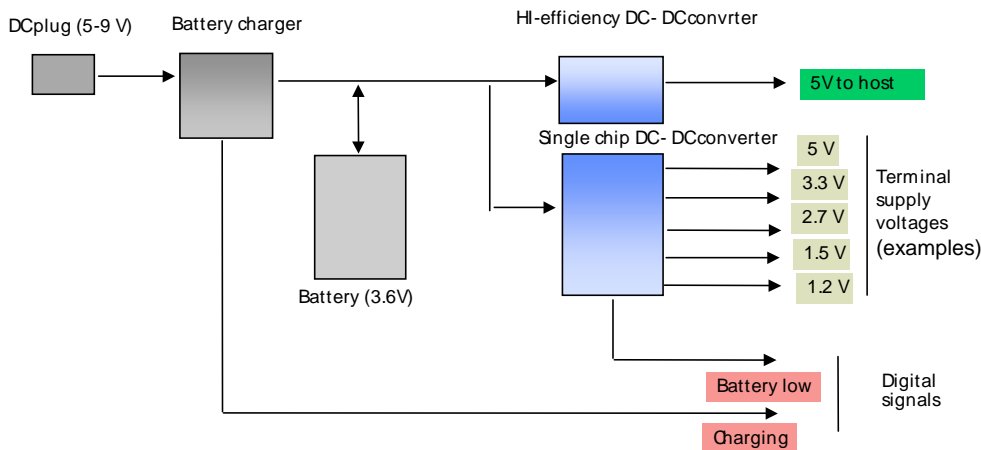 DCplug (5-9 V)
Battery charger
HI-efficiency DC- DCconvrter
5V to host
Single chip DC- DCconverter
5 V
3.3 V
2.7 V
1.5 V
1.2 V
Terminal
supply
voltages
(examples)
Battery (3.6V)
Battery low
Charging
Digital
signals